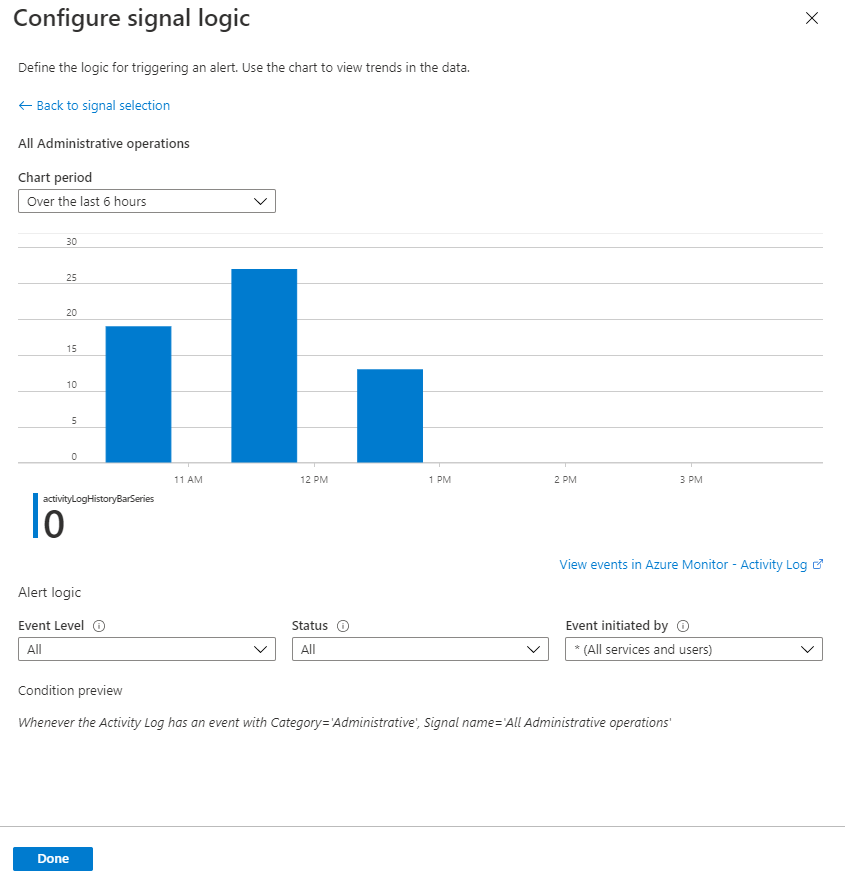 Configure signal logic
Define the logic for triggering an alert. Use the chart to view trends in the data.
← Back to signal selection
All Administrative operations
Chart period
Over the last 6 hours
30
25
20
15
10
5
0
11 AM 12 PM 1 PM 2 PM 3 PM
activityLogHistoryBarSeries
0
View events in Azure Monitor - Activity Log
Alert logic
Event Level Status Event initiated by
All All * (All services and users)
Condition preview
Whenever the Activity Log has an event with Category='Administrative', Signal name='All Administrative operations'
Done